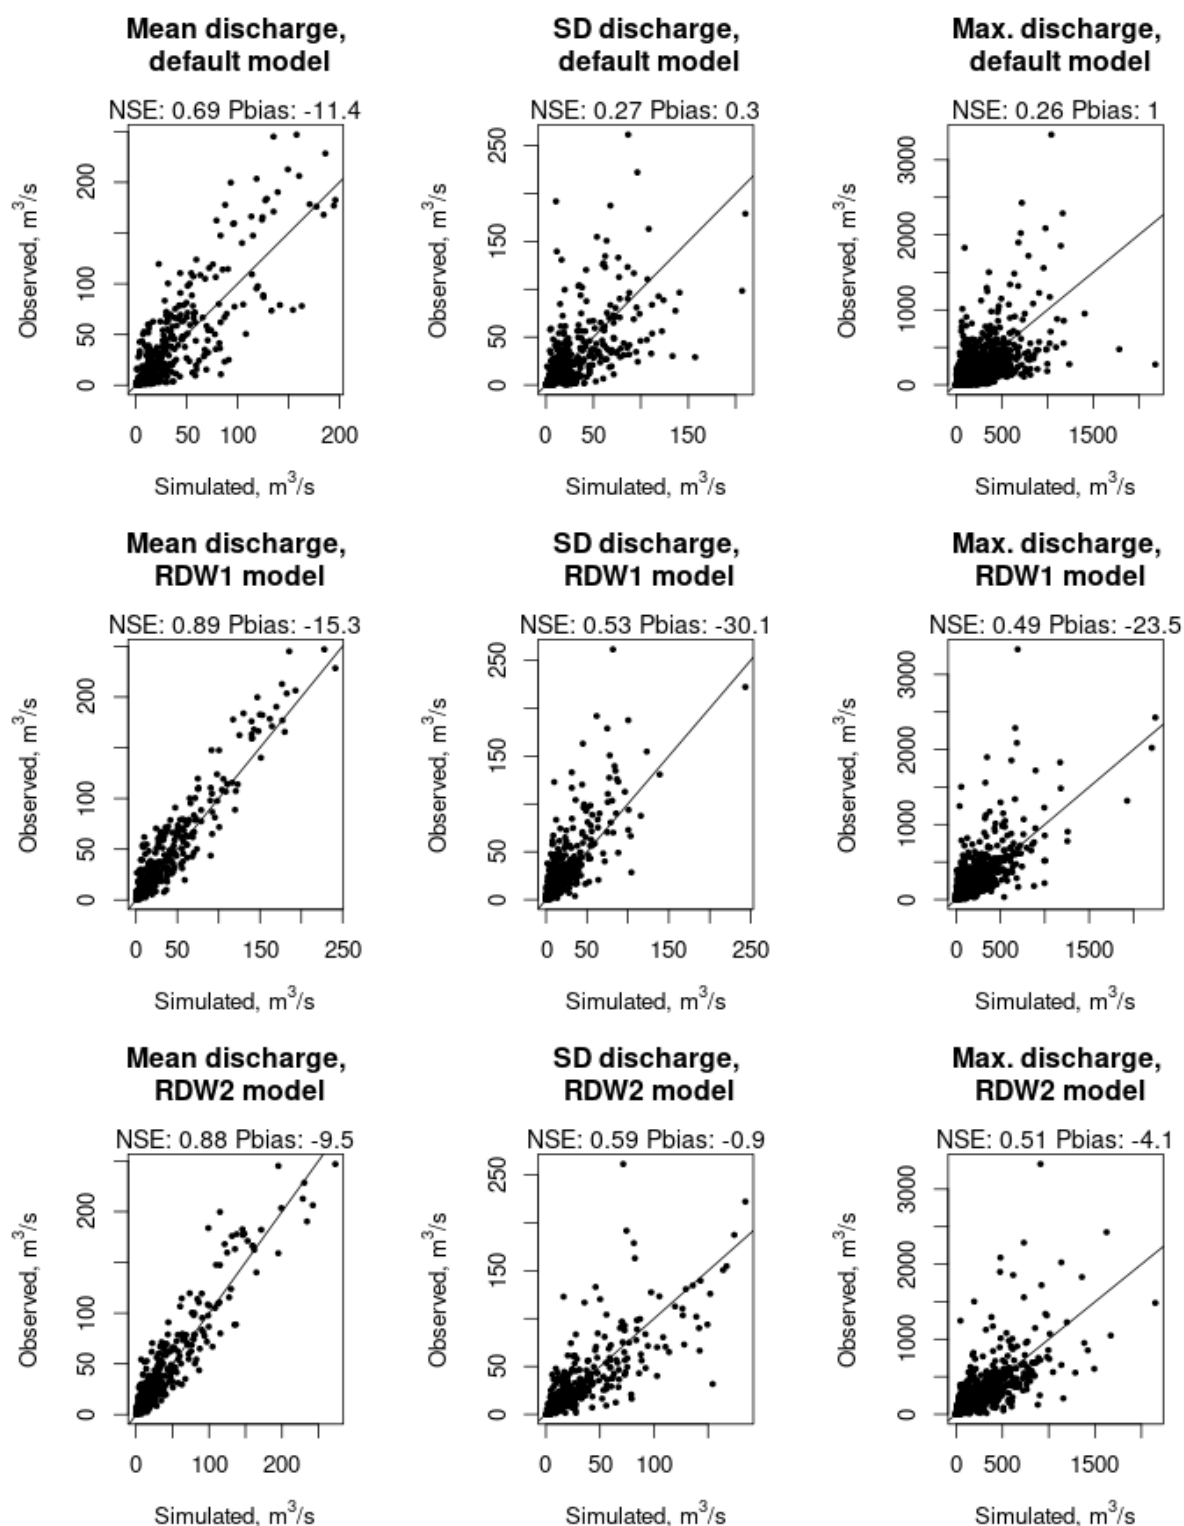 Mean discharge,
default model
NSE: 0.69 Pbias: -11.4
Observed, m³/s
0
50
100
200
0
50
100
200
Simulated, m³/s
SD discharge,
default model
NSE: 0.27 Pbias: 0.3
Observed, m³/s
0
50
150
250
0
50
150
Simulated, m³/s
Max. discharge,
default model
NSE: 0.26 Pbias: 1
Observed, m³/s
0
1000
2000
3000
0
500
1500
Simulated, m³/s
Mean discharge,
RDW1 model
NSE: 0.89 Pbias: -15.3
Observed, m³/s
0
50
100
200
0
50
150
250
Simulated, m³/s
SD discharge,
RDW1 model
NSE: 0.53 Pbias: -30.1
Observed, m³/s
0
50
150
250
0
50
150
250
Simulated, m³/s
Max. discharge,
RDW1 model
NSE: 0.49 Pbias: -23.5
Observed, m³/s
0
1000
2000
3000
0
500
1500
Simulated, m³/s
Mean discharge,
RDW2 model
NSE: 0.88 Pbias: -9.5
Observed, m³/s
0
50
100
200
0
100
200
Simulated, m³/s
SD discharge,
RDW2 model
NSE: 0.59 Pbias: -0.9
Observed, m³/s
0
50
150
250
0
50
100
Simulated, m³/s
Max. discharge,
RDW2 model
NSE: 0.51 Pbias: -4.1
Observed, m³/s
0
1000
2000
3000
0
500
1500
Simulated, m³/s